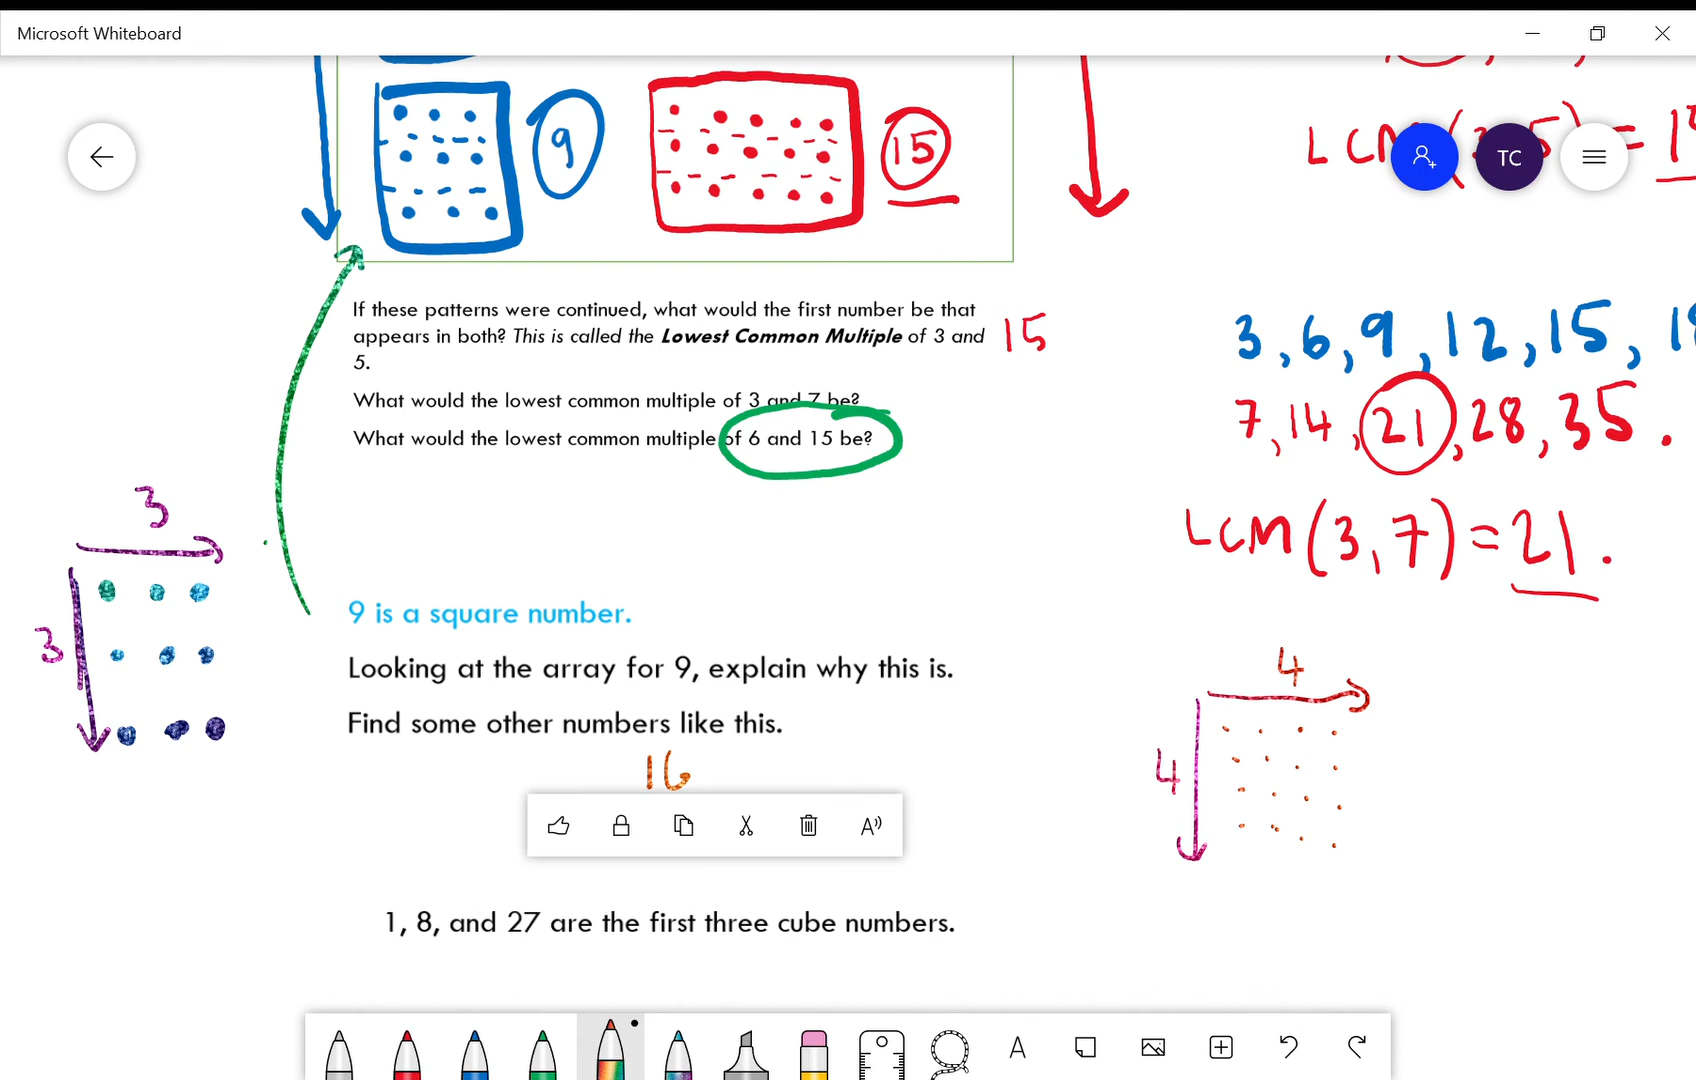 Microsoft Whiteboard
9
15
TC
If these patterns were continued, what would the first number be that
appears in both? This is called the Lowest Common Multiple of 3 and
5.
15
What would the lowest common multiple of 3 and 7 be?
What would the lowest common multiple of 6 and 15 be?
3, 6, 9, 12, 15,
7, 14, 21, 28, 35.
LCM (3, 7) = 21.
3
3
9 is a square number.
Looking at the array for 9, explain why this is.
Find some other numbers like this.
16
4
4
1, 8, and 27 are the first three cube numbers.